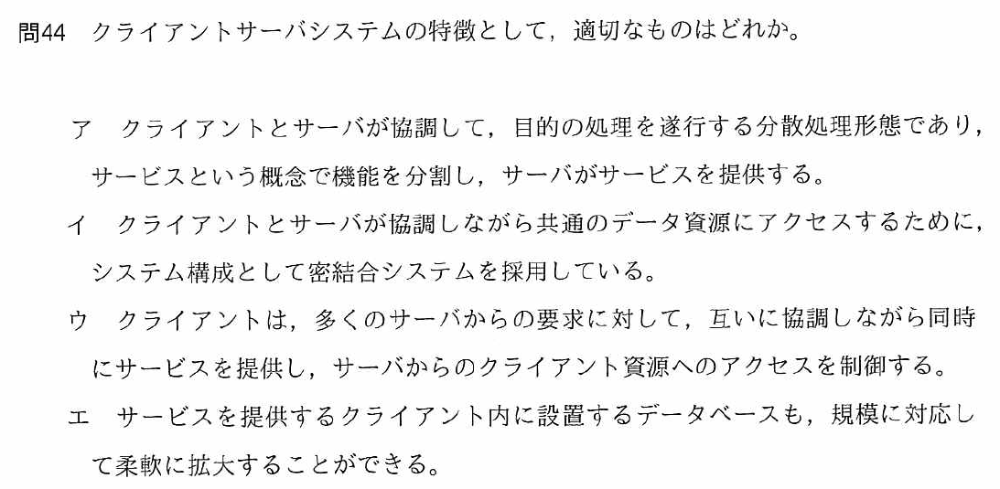 問44 クライアントサーバシステムの特徴として，適切なものはどれか。
ア クライアントとサーバが協調して，目的の処理を遂行する分散処理形態であり，
サービスという概念で機能を分割し，サーバがサービスを提供する。
イ クライアントとサーバが協調しながら共通のデータ資源にアクセスするために，
システム構成として密結合システムを採用している。
ウ クライアントは，多くのサーバからの要求に対して，互いに協調しながら同時
にサービスを提供し，サーバからのクライアント資源へのアクセスを制御する。
エ サービスを提供するクライアント内に設置するデータベースも，規模に対応し
て柔軟に拡大することができる。